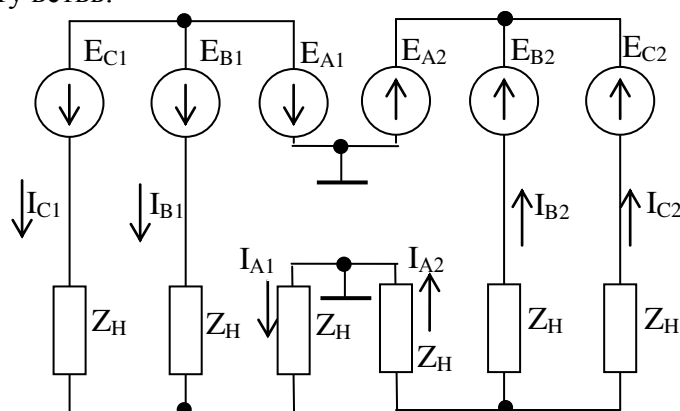 ту ветвь.
E_C1 E_B1 E_A1 E_A2 E_B2 E_C2
I_C1 I_B1 I_B2 I_C2
I_A1 I_A2
Z_H Z_H Z_H Z_H Z_H Z_H